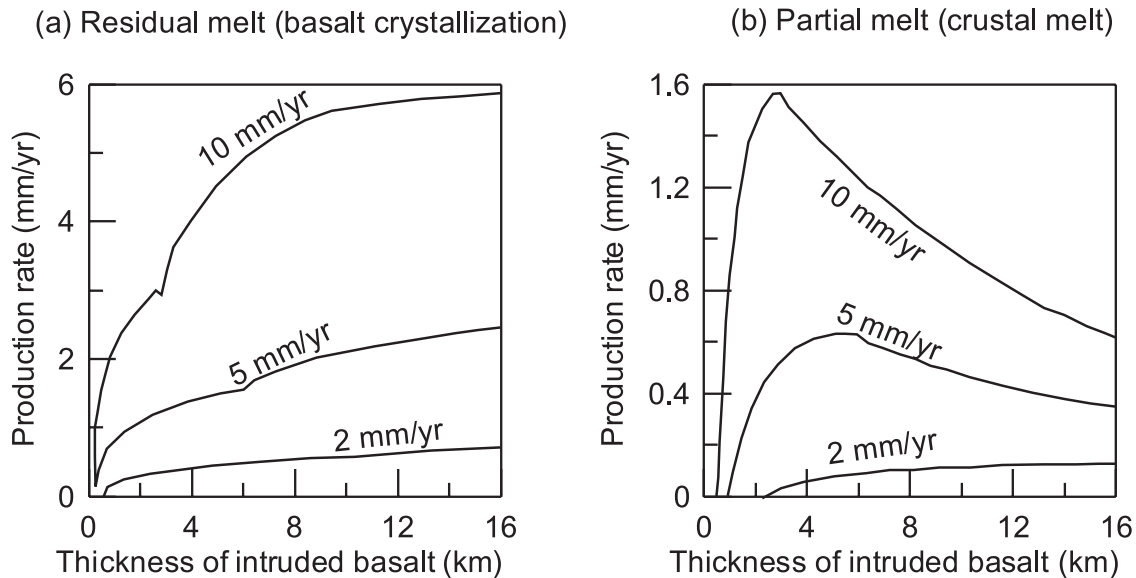 (a) Residual melt (basalt crystallization)
Production rate (mm/yr)
6
4
2
0
10 mm/yr
5 mm/yr
2 mm/yr
0 4 8 12 16
Thickness of intruded basalt (km)
(b) Partial melt (crustal melt)
Production rate (mm/yr)
1.6
1.2
0.8
0.4
0
10 mm/yr
5 mm/yr
2 mm/yr
0 4 8 12 16
Thickness of intruded basalt (km)